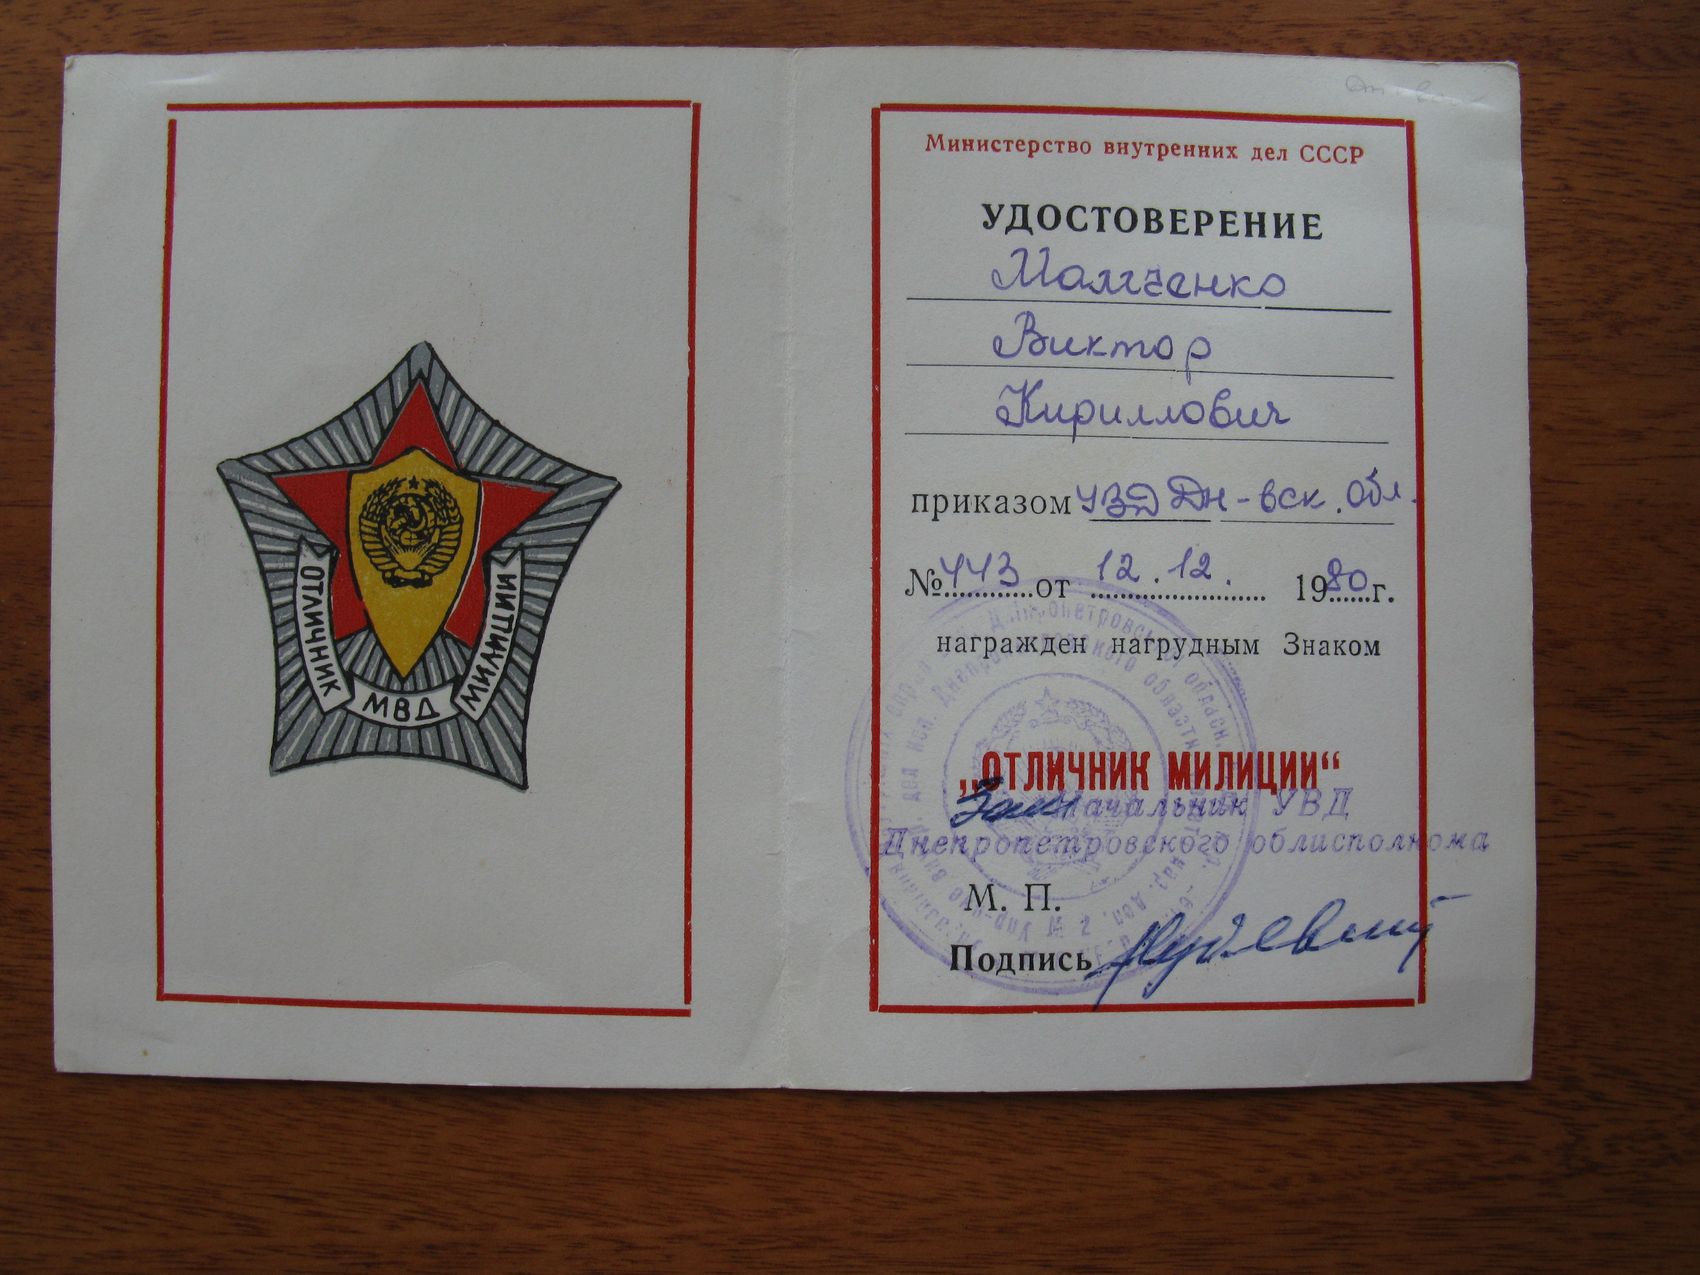 ОТЛИЧНИК
МВД
МИЛИЦИИ
Министерство внутренних дел СССР
УДОСТОВЕРЕНИЕ
Малченко
Виктор
Кириллович
приказом УВД Дн-вск. обл.
№ 443 от 12.12. 1980 г.
награжден нагрудным Знаком
„ОТЛИЧНИК МИЛИЦИИ“
Начальник УВД
Днепропетровского облисполкома
М. П.
Подпись